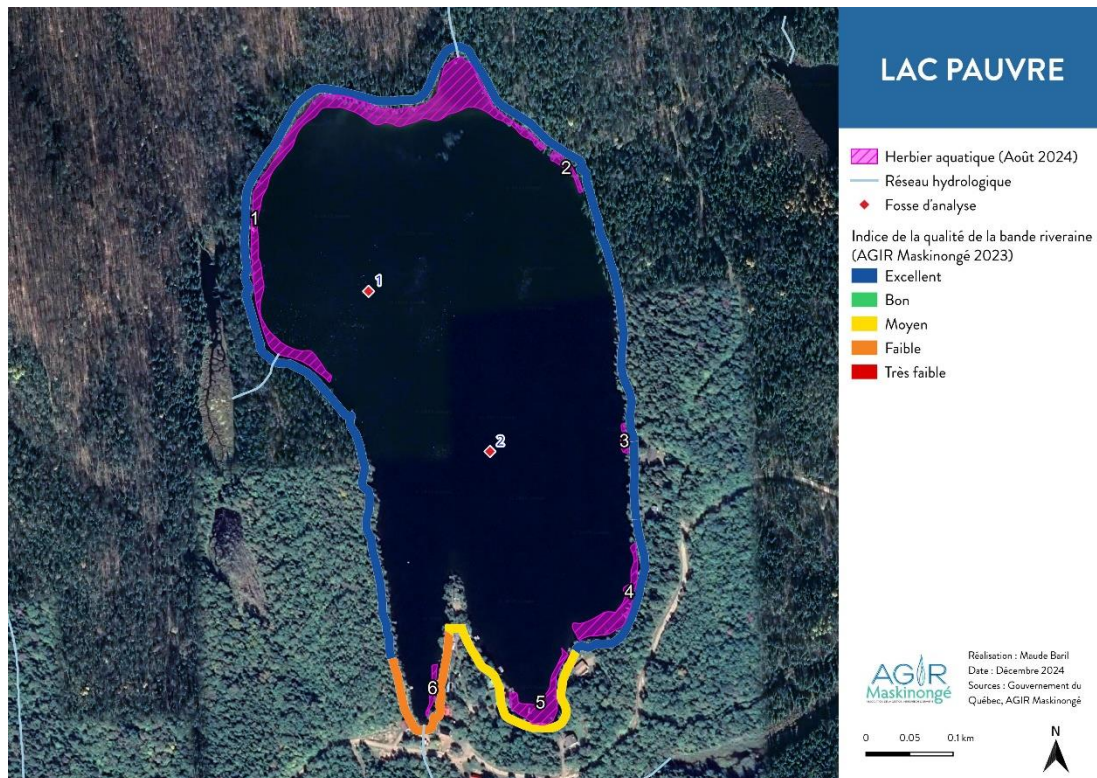 LAC PAUVRE
Herbier aquatique (Août 2024)
Réseau hydrologique
Fosse d'analyse
Indice de la qualité de la bande riveraine
(AGIR Maskinongé 2023)
Excellent
Bon
Moyen
Faible
Très faible
1
2
3
4
5
6
1
2
AGIR
Maskinongé
Réalisation : Maude Baril
Date : Décembre 2024
Sources : Gouvernement du
Québec, AGIR Maskinongé
0 0.05 0.1 km
N